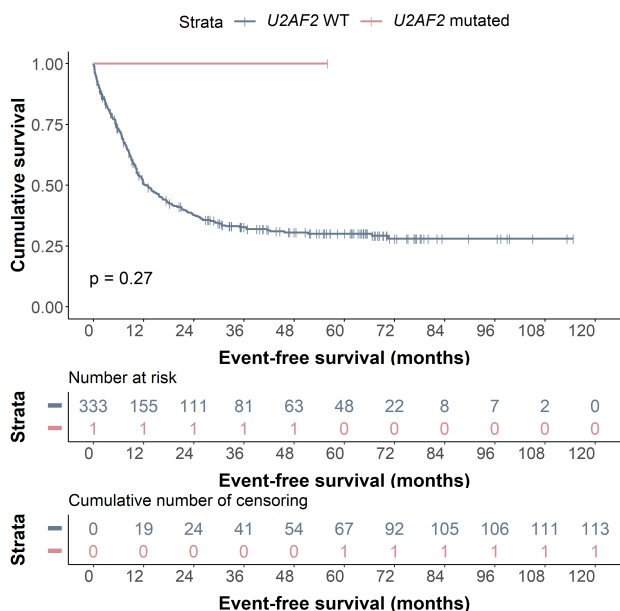 Strata U2AF2 WT U2AF2 mutated
1.00
0.75
0.50
0.25
0.00
Cumulative survival
p = 0.27
0 12 24 36 48 60 72 84 96 108 120
Event-free survival (months)
Number at risk
Strata
333 155 111 81 63 48 22 8 7 2 0
1 1 1 1 1 0 0 0 0 0 0
0 12 24 36 48 60 72 84 96 108 120
Event-free survival (months)
Cumulative number of censoring
Strata
0 19 24 41 54 67 92 105 106 111 113
0 0 0 0 0 1 1 1 1 1 1
0 12 24 36 48 60 72 84 96 108 120
Event-free survival (months)